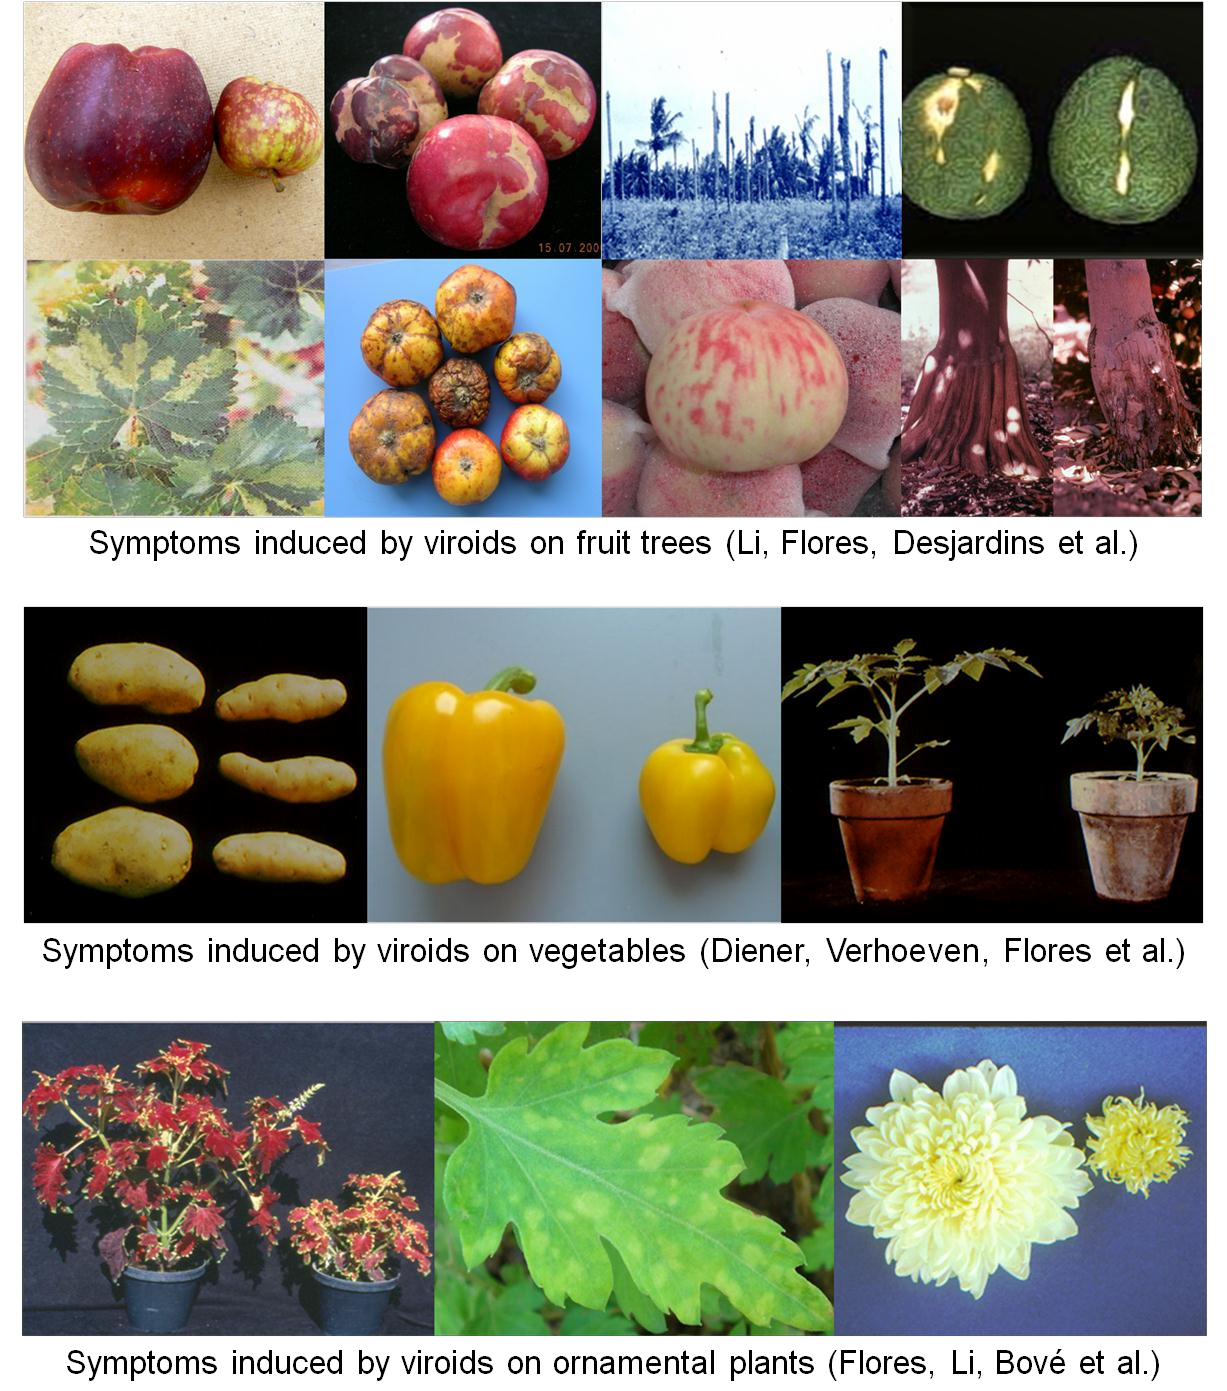 15.07.200
Symptoms induced by viroids on fruit trees (Li, Flores, Desjardins et al.)
Symptoms induced by viroids on vegetables (Diener, Verhoeven, Flores et al.)
Symptoms induced by viroids on ornamental plants (Flores, Li, Bové et al.)